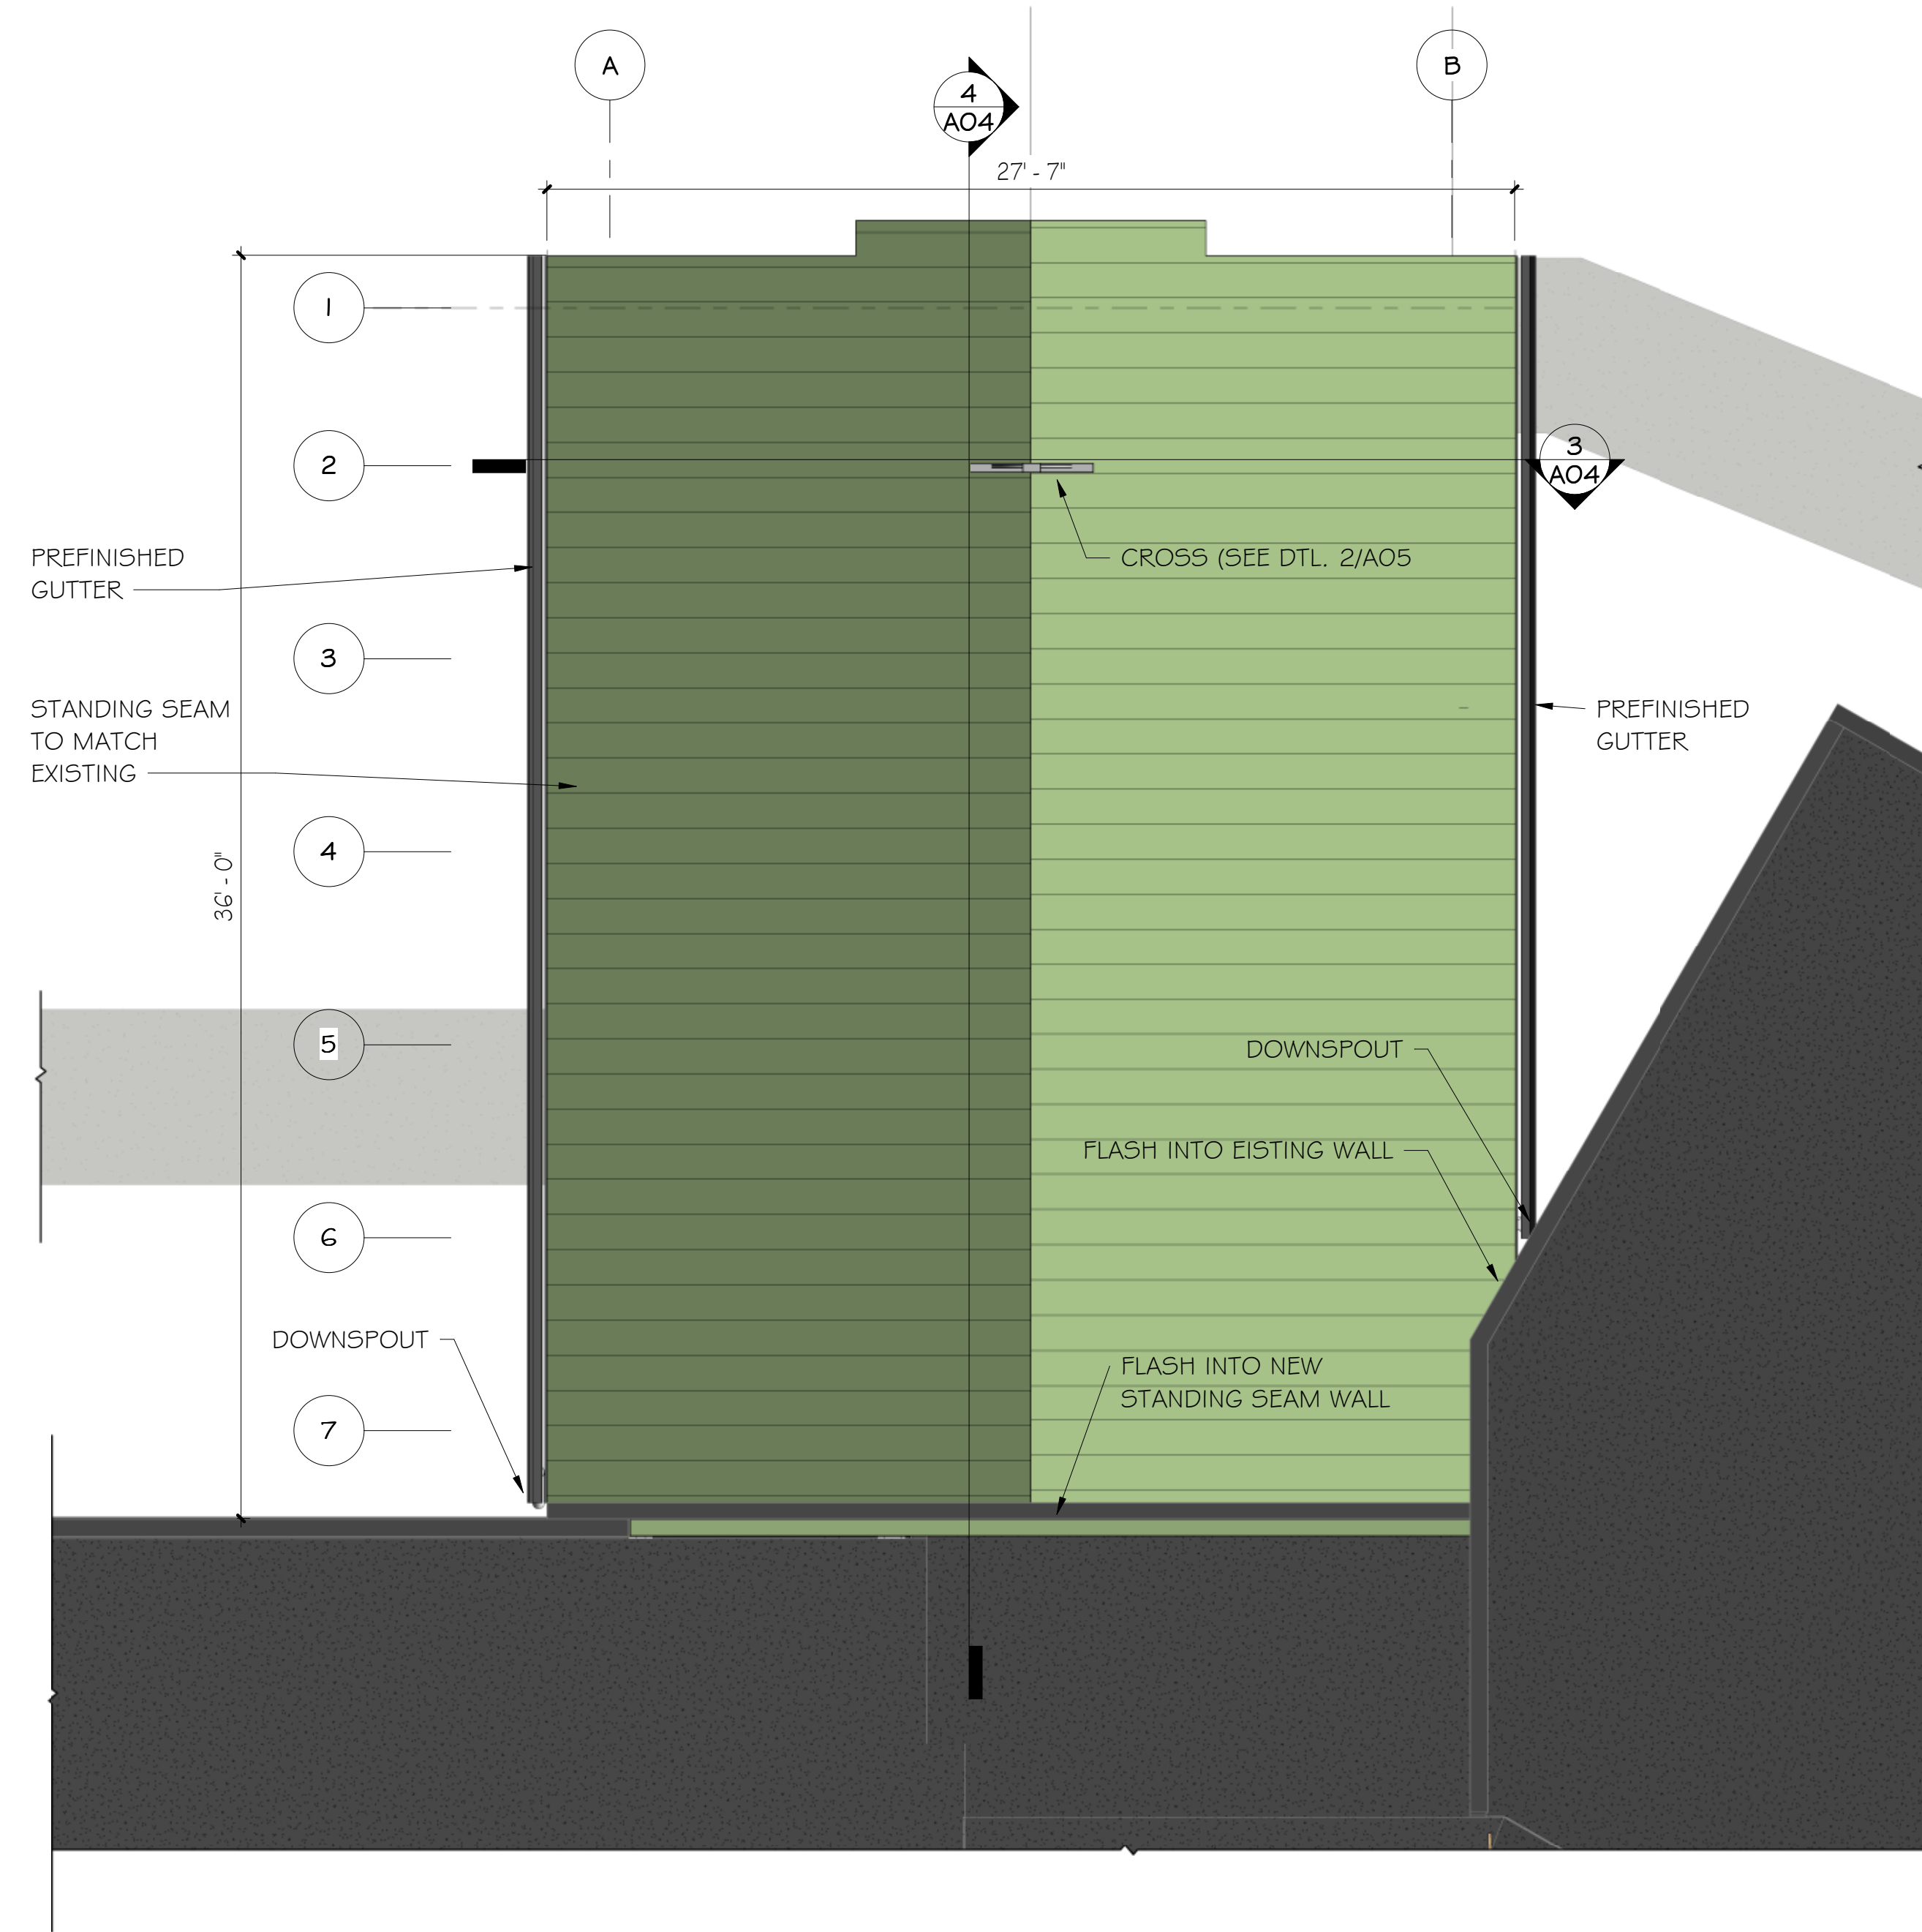 A
B
4
A04
27' - 7"
1
2
3
A04
PREFINISHED
GUTTER
CROSS (SEE DTL. 2/A05
3
STANDING SEAM
TO MATCH
EXISTING
PREFINISHED
GUTTER
4
36' - 0"
5
DOWNSPOUT
FLASH INTO EISTING WALL
6
DOWNSPOUT
FLASH INTO NEW
STANDING SEAM WALL
7